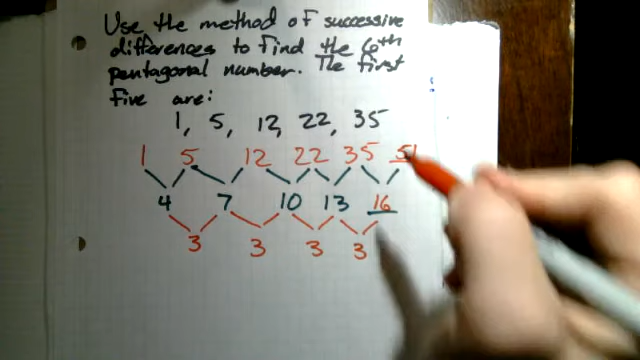 Use the method of successive
differences to find the 6th
pentagonal number. The first
five are:
1, 5, 12, 22, 35
1 5 12 22 35 51
4 7 10 13 16
3 3 3 3